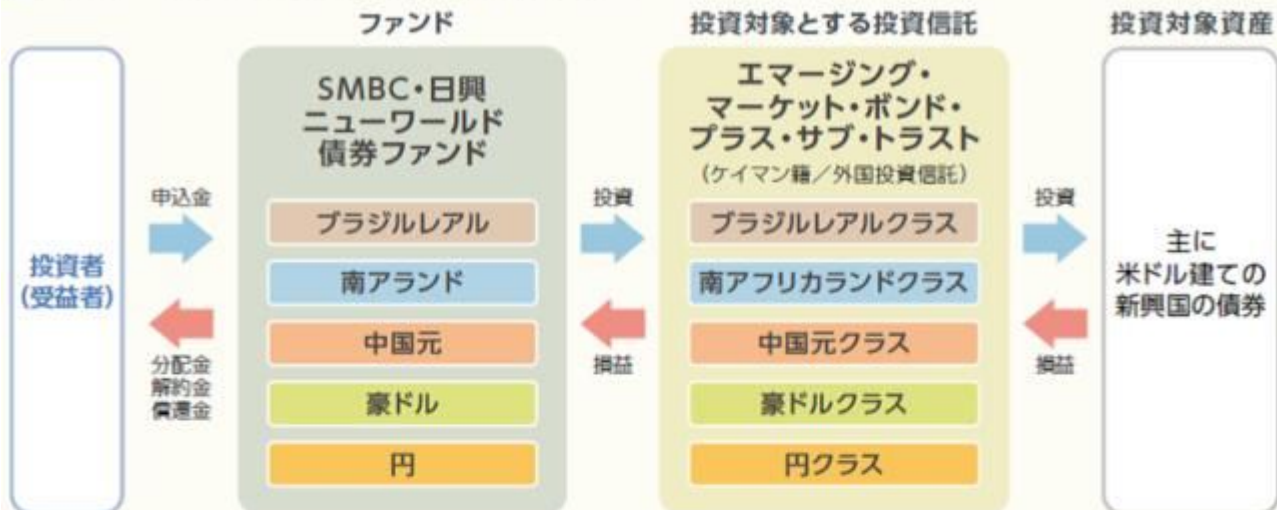 ファンド
投資対象とする投資信託
投資対象資産
投資者
(受益者)
申込金
分配金
解約金
償還金
SMBC・日興
ニューワールド
債券ファンド
ブラジルレアル
南アランド
中国元
豪ドル
円
投資
損益
エマージング・
マーケット・ボンド・
プラス・サブ・トラスト
(ケイマン籍/外国投資信託)
ブラジルレアルクラス
南アフリカランドクラス
中国元クラス
豪ドルクラス
円クラス
投資
損益
主に
米ドル建ての
新興国の債券